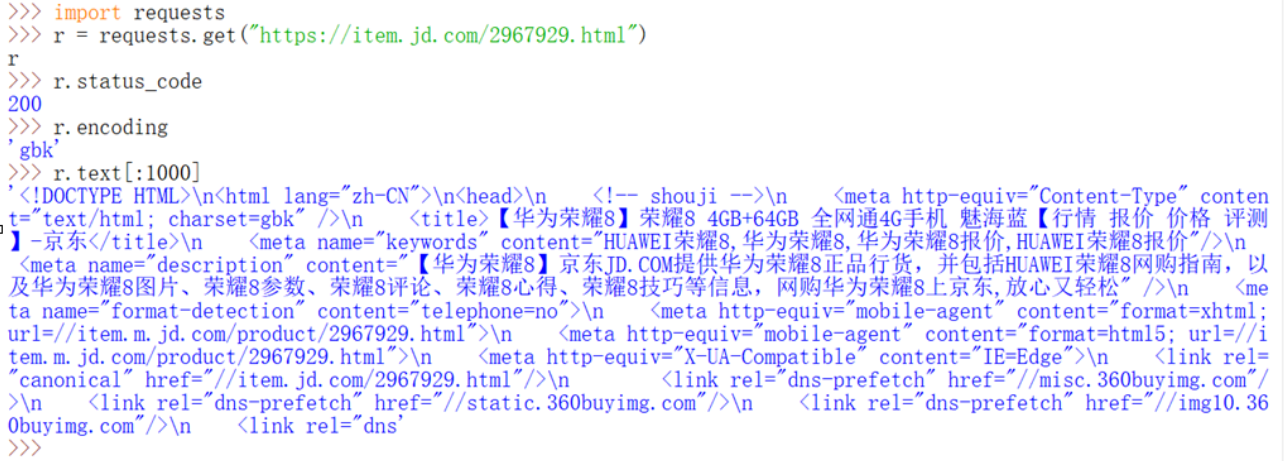 >>> import requests
>>> r = requests.get("https://item.jd.com/2967929.html")
r
>>> r.status_code
200
>>> r.encoding
'gbk'
>>> r.text[:1000]
'<!DOCTYPE HTML>\n<html lang="zh-CN">\n<head>\n    <!-- shouji -->\n    <meta http-equiv="Content-Type" conten
t="text/html; charset=gbk" />\n    <title>【华为荣耀8】荣耀8 4GB+64GB 全网通4G手机 魅海蓝【行情 报价 价格 评测
】-京东</title>\n    <meta name="keywords" content="HUAWEI荣耀8,华为荣耀8,华为荣耀8报价,HUAWEI荣耀8报价"/>\n
 <meta name="description" content="【华为荣耀8】京东JD.COM提供华为荣耀8正品行货，并包括HUAWEI荣耀8网购指南，以
及华为荣耀8图片、荣耀8参数、荣耀8评论、荣耀8心得、荣耀8技巧等信息，网购华为荣耀8上京东,放心又轻松" />\n    <me
ta name="format-detection" content="telephone=no">\n    <meta http-equiv="mobile-agent" content="format=xhtml;
url=//item.m.jd.com/product/2967929.html">\n    <meta http-equiv="mobile-agent" content="format=html5; url=//i
tem.m.jd.com/product/2967929.html">\n    <meta http-equiv="X-UA-Compatible" content="IE=Edge">\n    <link rel=
"canonical" href="//item.jd.com/2967929.html"/>\n        <link rel="dns-prefetch" href="//misc.360buyimg.com"/
>\n    <link rel="dns-prefetch" href="//static.360buyimg.com"/>\n    <link rel="dns-prefetch" href="//img10.36
0buyimg.com"/>\n    <link rel="dns'
>>>